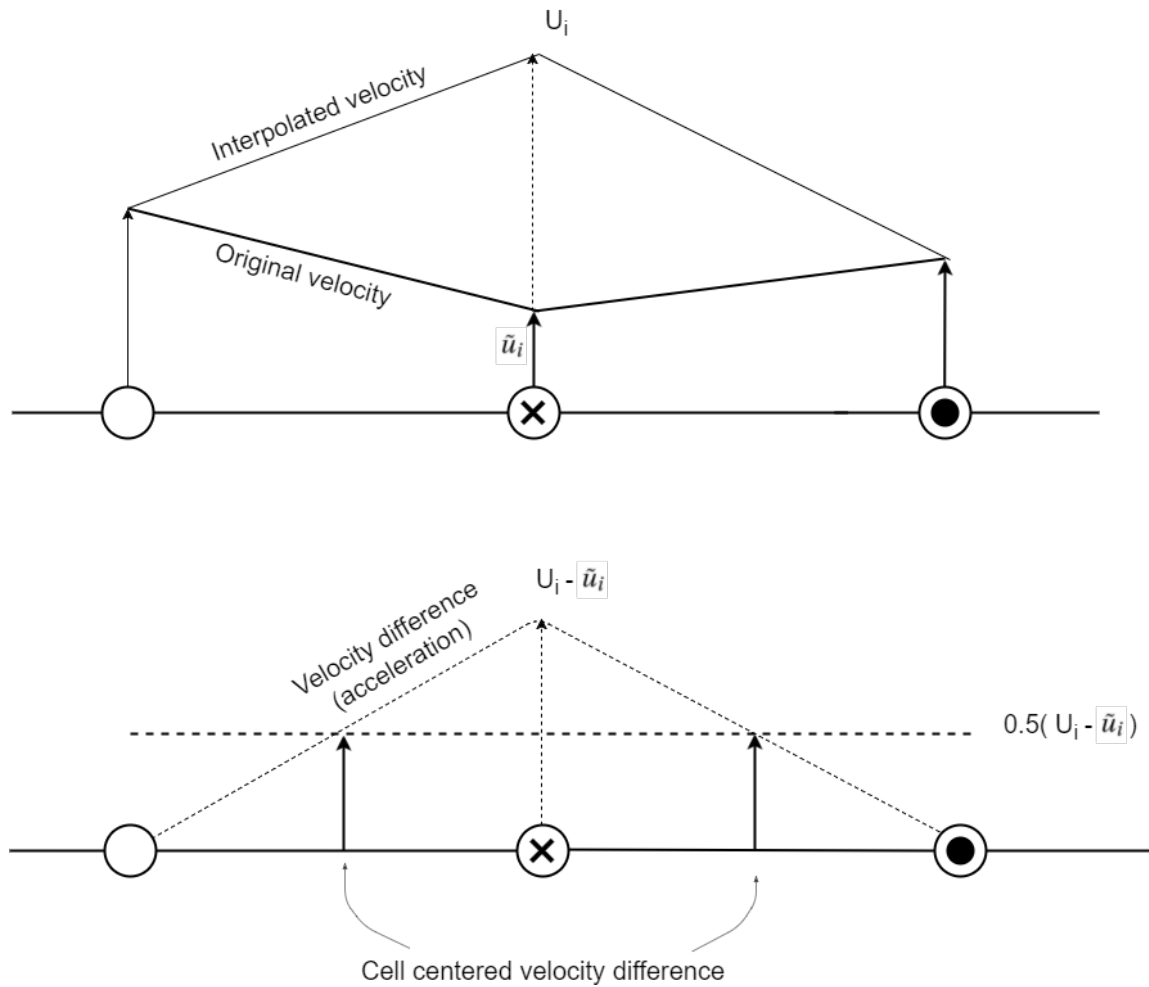 Uᵢ
Interpolated velocity
Original velocity
ũᵢ
Uᵢ - ũᵢ
Velocity difference
(acceleration)
0.5( Uᵢ - ũᵢ )
Cell centered velocity difference